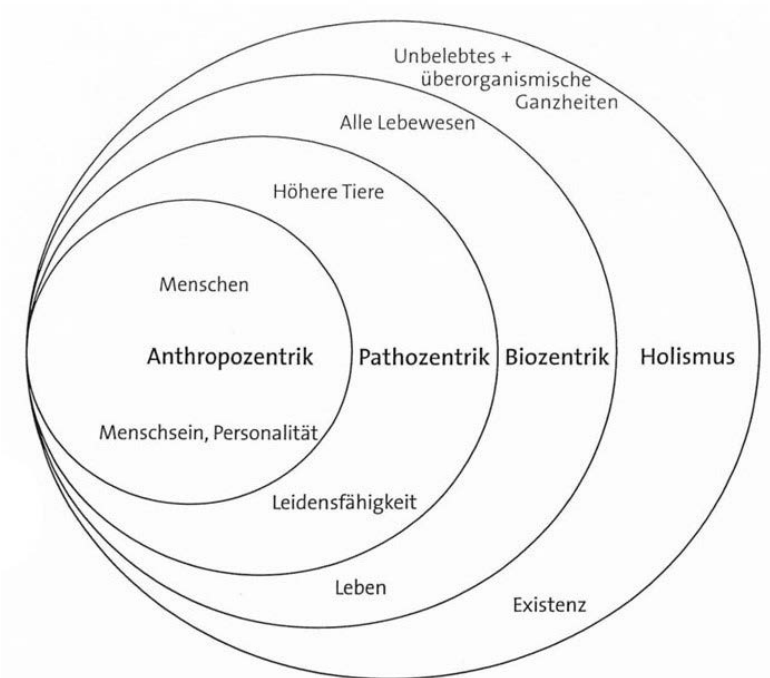 Unbelebtes +
überorganismische
Ganzheiten
Alle Lebewesen
Höhere Tiere
Menschen
Anthropozentrik Pathozentrik Biozentrik Holismus
Menschsein, Personalität
Leidensfähigkeit
Leben
Existenz